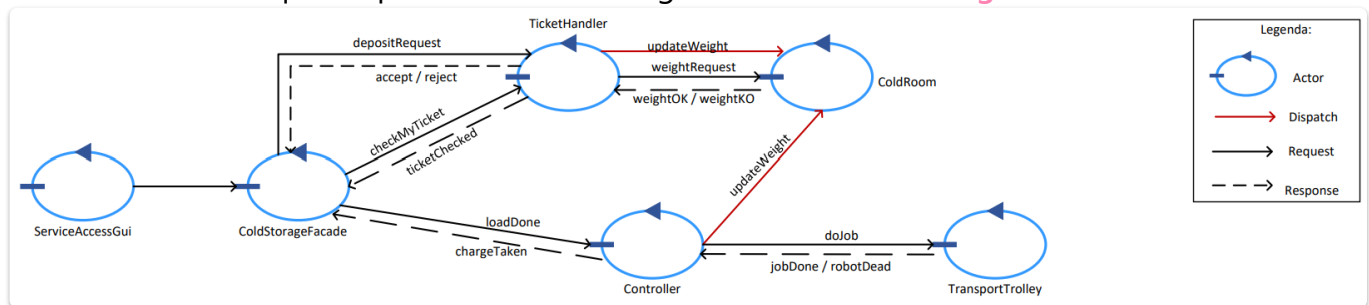 TicketHandler
depositRequest
updateWeight
weightRequest
accept / reject
weightOK / weightKO
ColdRoom
checkMyTicket
ticketChecked
updateWeight
ServiceAccessGui
ColdStorageFacade
loadDone
chargeTaken
doJob
jobDone / robotDead
Controller
TransportTrolley
Legenda:
Actor
Dispatch
Request
Response